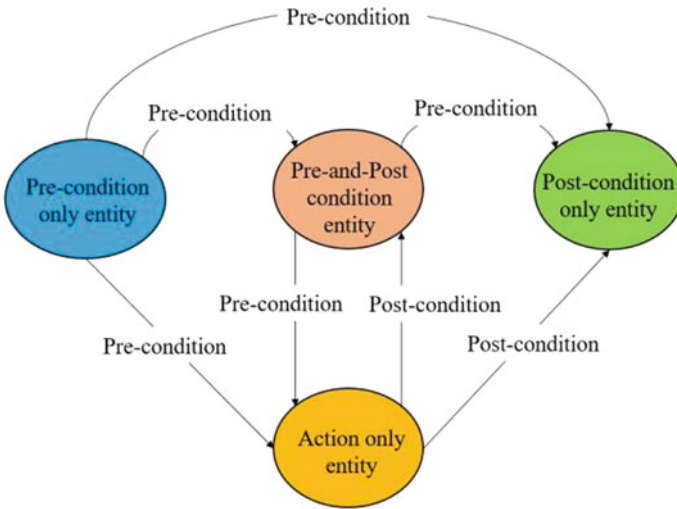 Pre-condition
Pre-condition
Pre-condition
Pre-condition
only entity
Pre-and-Post
condition
entity
Post-condition
only entity
Pre-condition
Post-condition
Pre-condition
Post-condition
Action only
entity